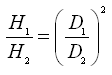 H₁/H₂ = (D₁/D₂)²